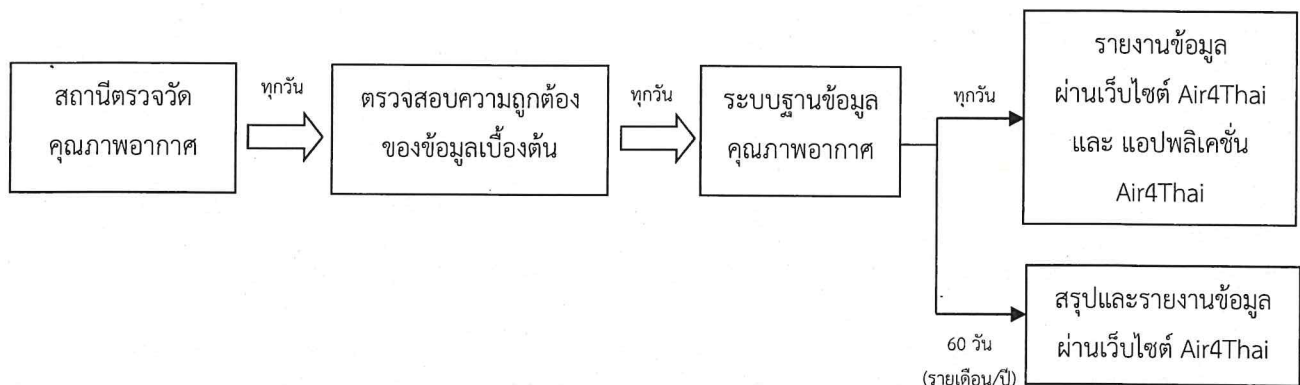 สถานีตรวจวัด
คุณภาพอากาศ
ทุกวัน
ตรวจสอบความถูกต้อง
ของข้อมูลเบื้องต้น
ทุกวัน
ระบบฐานข้อมูล
คุณภาพอากาศ
ทุกวัน
รายงานข้อมูล
ผ่านเว็บไซต์ Air4Thai
และ แอปพลิเคชั่น
Air4Thai
60 วัน
(รายเดือน/ปี)
สรุปและรายงานข้อมูล
ผ่านเว็บไซต์ Air4Thai